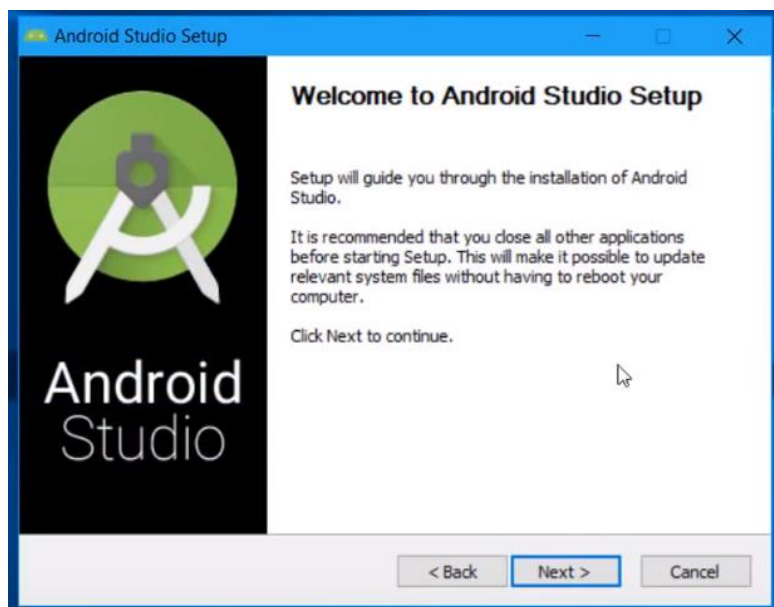 Android Studio Setup
Welcome to Android Studio Setup
Setup will guide you through the installation of Android
Studio.
It is recommended that you close all other applications
before starting Setup. This will make it possible to update
relevant system files without having to reboot your
computer.
Click Next to continue.
Android
Studio
< Back
Next >
Cancel